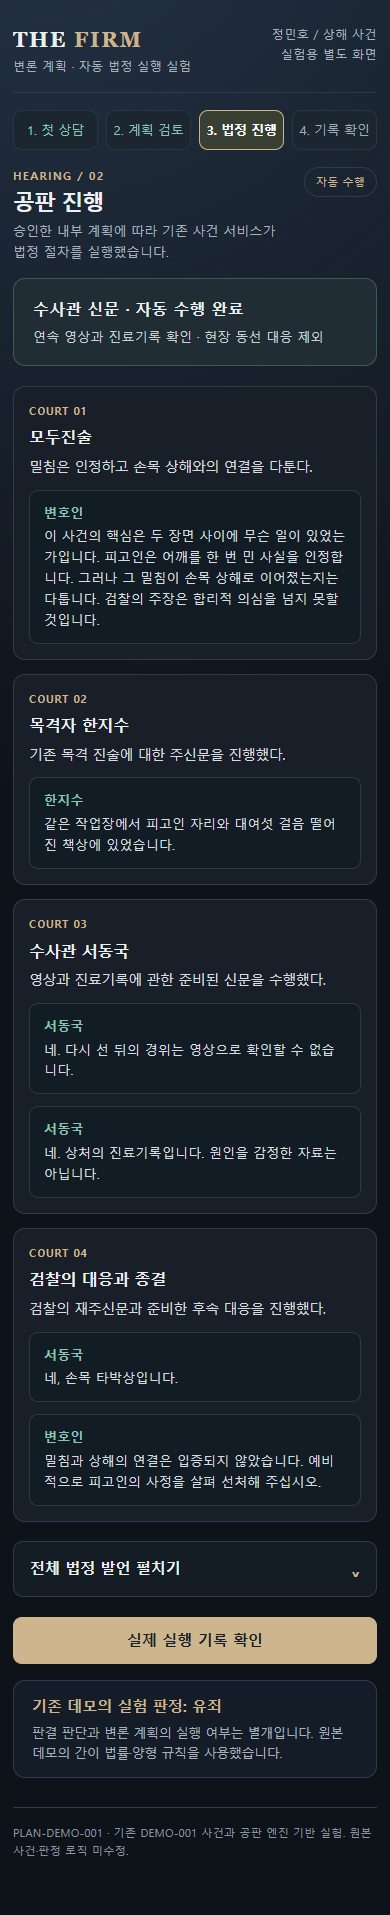 THE FIRM
변론 계획 · 자동 법정 실행 실험
정민호 / 상해 사건
실험용 별도 화면
1. 첫 상담
2. 계획 검토
3. 법정 진행
4. 기록 확인
HEARING / 02
공판 진행
자동 수행
승인한 내부 계획에 따라 기존 사건 서비스가
법정 절차를 실행했습니다.
수사관 신문 · 자동 수행 완료
연속 영상과 진료기록 확인 · 현장 동선 대응 제외
COURT 01
모두진술
밀침은 인정하고 손목 상해와의 연결을 다툰다.
변호인
이 사건의 핵심은 두 장면 사이에 무슨 일이 있었는
가입니다. 피고인은 어깨를 한 번 민 사실을 인정합
니다. 그러나 그 밀침이 손목 상해로 이어졌는지는
다툽니다. 검찰의 주장은 합리적 의심을 넘지 못할
것입니다.
COURT 02
목격자 한지수
기존 목격 진술에 대한 주신문을 진행했다.
한지수
같은 작업장에서 피고인 자리와 대여섯 걸음 떨어
진 책상에 있었습니다.
COURT 03
수사관 서동국
영상과 진료기록에 관한 준비된 신문을 수행했다.
서동국
네. 다시 선 뒤의 경위는 영상으로 확인할 수 없습
니다.
서동국
네. 상처의 진료기록입니다. 원인을 감정한 자료는
아닙니다.
COURT 04
검찰의 대응과 종결
검찰의 재주신문과 준비한 후속 대응을 진행했다.
서동국
네, 손목 타박상입니다.
변호인
밀침과 상해의 연결은 입증되지 않았습니다. 예비
적으로 피고인의 사정을 살펴 선처해 주십시오.
전체 법정 발언 펼치기
실제 실행 기록 확인
기존 데모의 실험 판정: 유죄
판결 판단과 변론 계획의 실행 여부는 별개입니다. 원본
데모의 간이 법률·양형 규칙을 사용했습니다.
PLAN-DEMO-001 · 기존 DEMO-001 사건과 공판 엔진 기반 실험. 원본
사건·판정 로직 미수정.